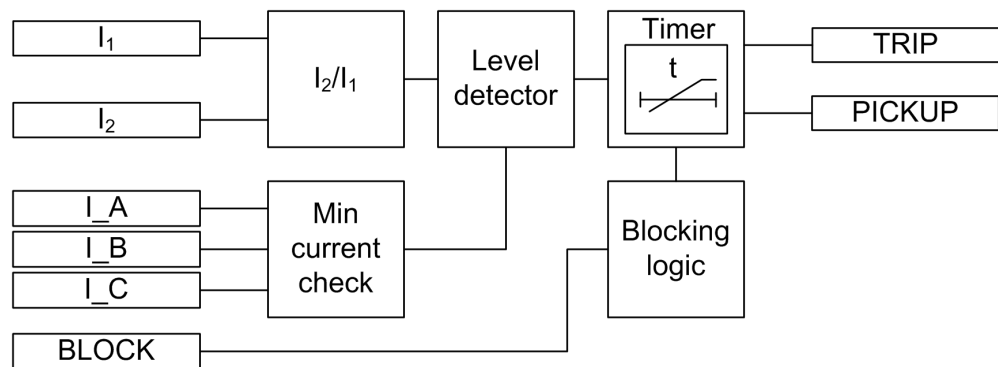 I₁
I₂
I₂/I₁
Level
detector
Timer
t
TRIP
PICKUP
I_A
I_B
I_C
Min
current
check
Blocking
logic
BLOCK